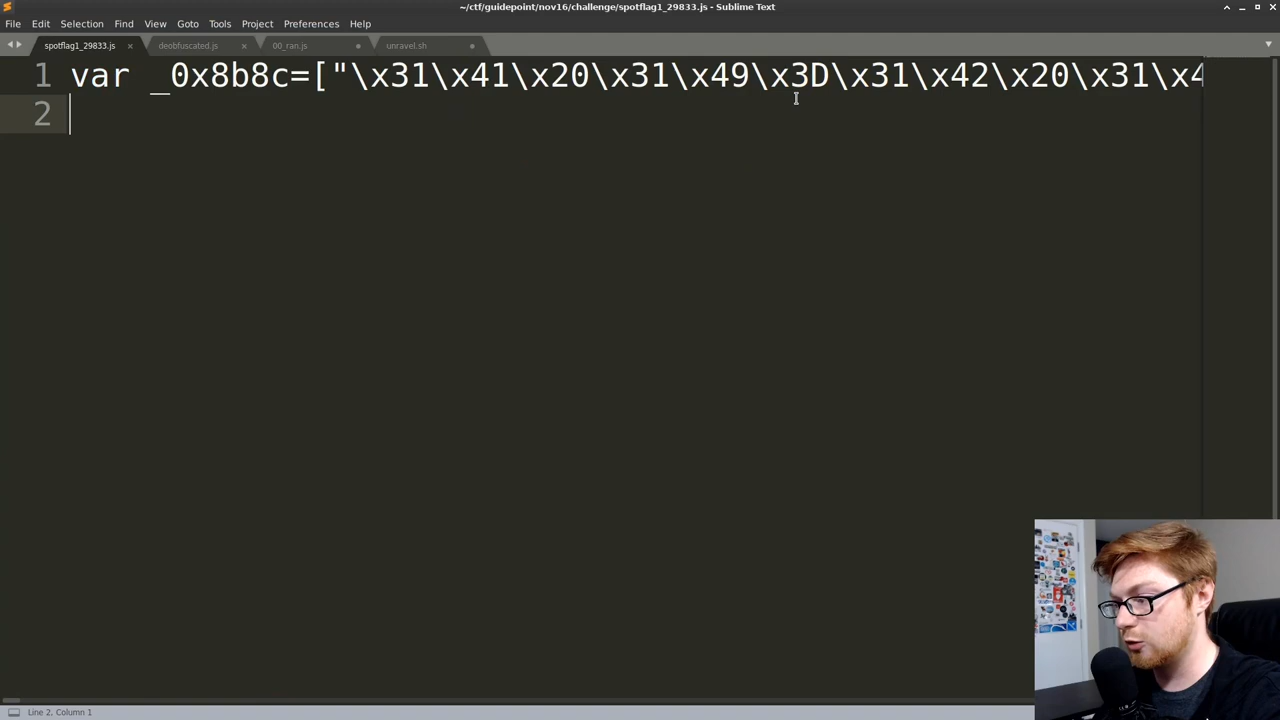 ~/ctf/guidepoint/nov16/challenge/spotflag1_29833.js - Sublime Text
File Edit Selection Find View Project Goto Tools Project Preferences Help
spotflag1_29833.js deobfuscated.js 00_ran.js unravel.sh
1 var _0x8b8c=["\x31\x41\x20\x31\x49\x3D\x31\x42\x20\x31\x4
2
Line 2, Column 1